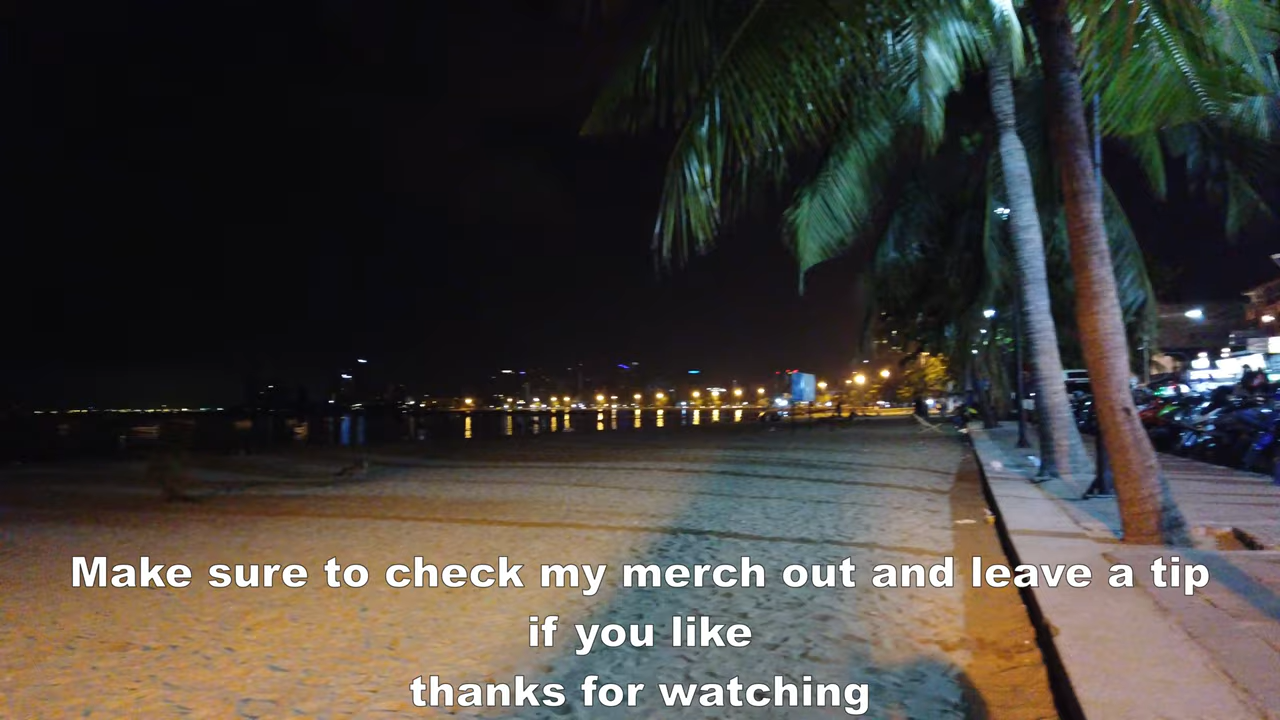 Make sure to check my merch out and leave a tip
if you like
thanks for watching